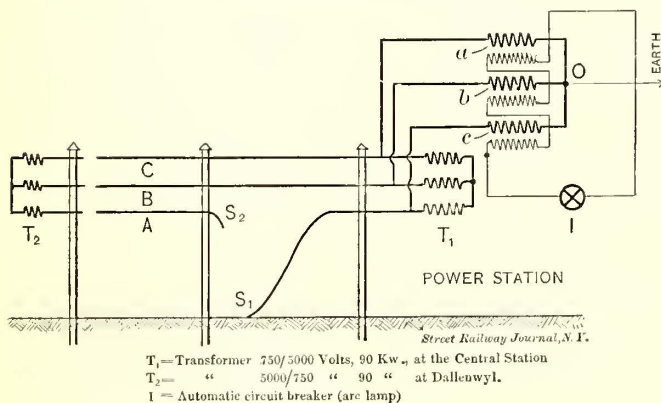 a
b
c
O
EARTH
I
C
B
A
S₂
T₂
T₁
S₁
POWER STATION
Street Railway Journal, N.Y.
T₁=Transformer 750/5000 Volts, 90 Kw., at the Central Station
T₂= “ 5000/750 “ 90 “ at Dallenwyl.
I = Automatic circuit breaker (arc lamp)